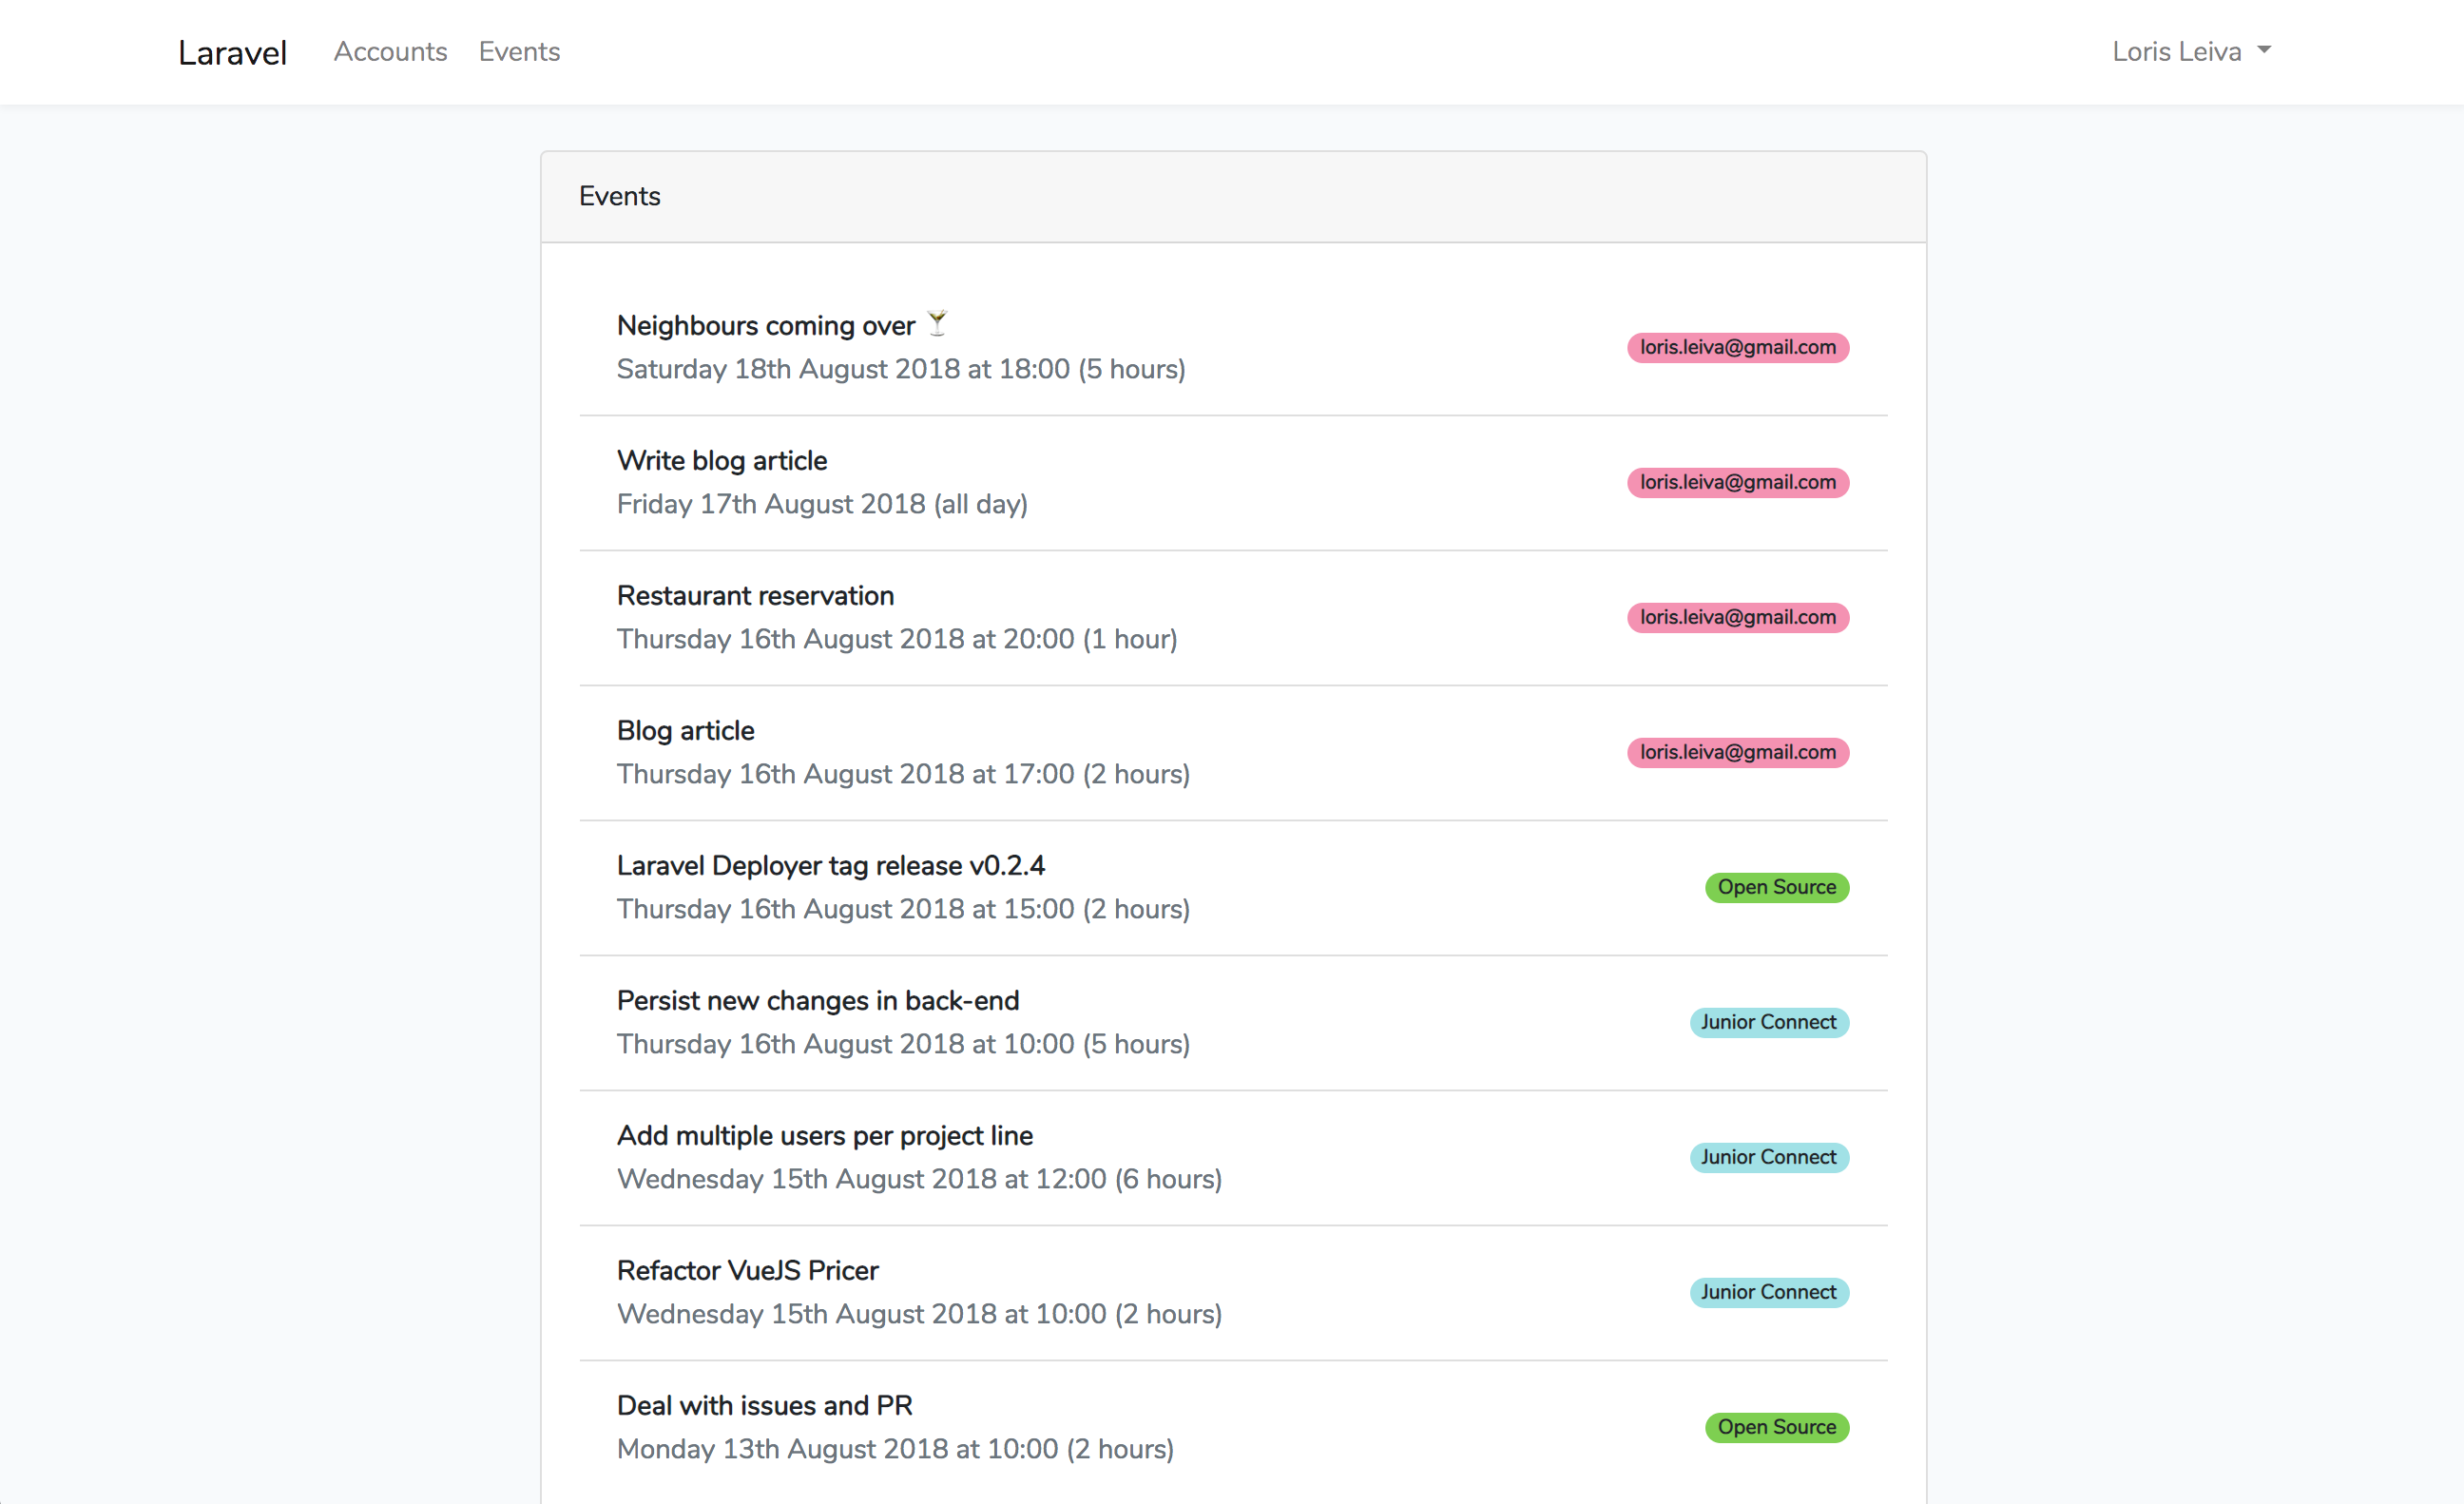 Laravel Accounts Events Loris Leiva
Events
Neighbours coming over 🍸
Saturday 18th August 2018 at 18:00 (5 hours)
loris.leiva@gmail.com
Write blog article
Friday 17th August 2018 (all day)
loris.leiva@gmail.com
Restaurant reservation
Thursday 16th August 2018 at 20:00 (1 hour)
loris.leiva@gmail.com
Blog article
Thursday 16th August 2018 at 17:00 (2 hours)
loris.leiva@gmail.com
Laravel Deployer tag release v0.2.4
Thursday 16th August 2018 at 15:00 (2 hours)
Open Source
Persist new changes in back-end
Thursday 16th August 2018 at 10:00 (5 hours)
Junior Connect
Add multiple users per project line
Wednesday 15th August 2018 at 12:00 (6 hours)
Junior Connect
Refactor VueJS Pricer
Wednesday 15th August 2018 at 10:00 (2 hours)
Junior Connect
Deal with issues and PR
Monday 13th August 2018 at 10:00 (2 hours)
Open Source